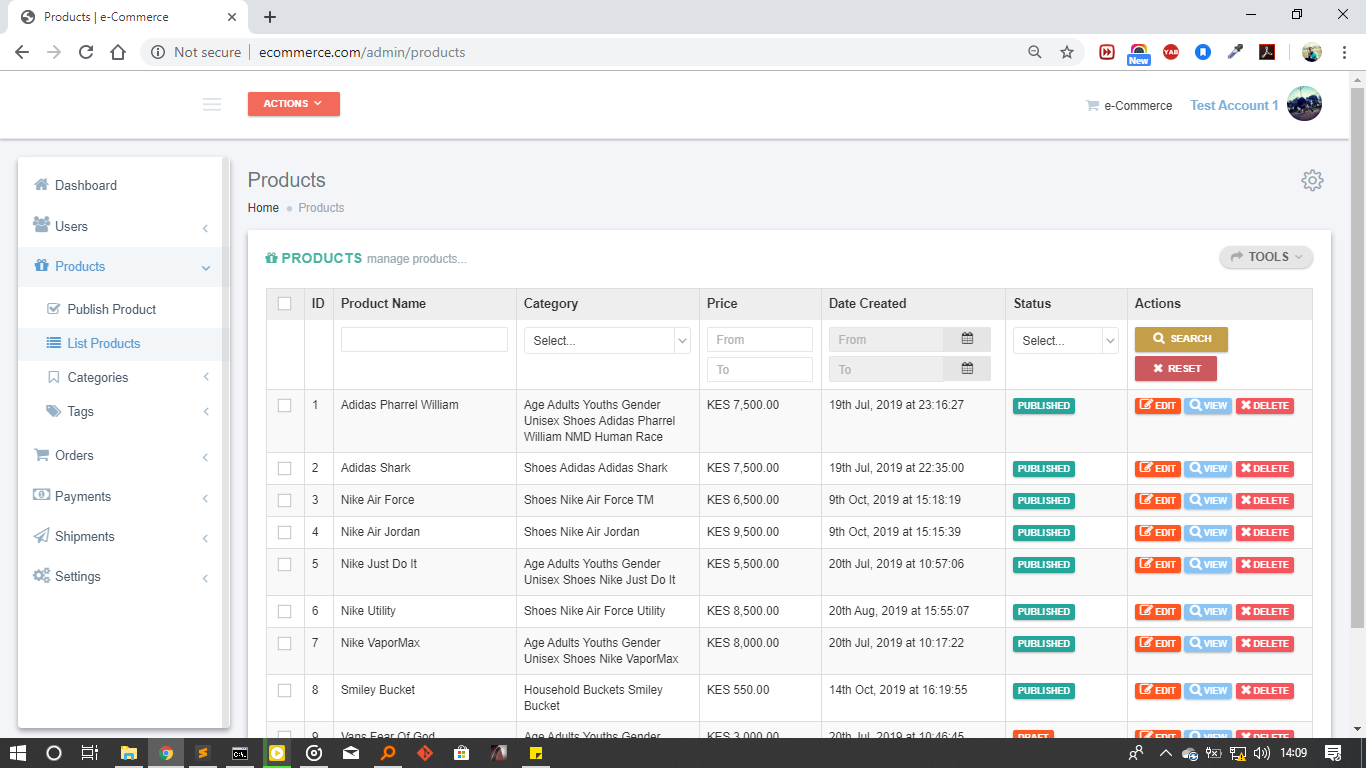 Products | e-Commerce
Not secure | ecommerce.com/admin/products
New
YAB
ACTIONS
e-Commerce Test Account 1
Dashboard
Users
Products
Publish Product
List Products
Categories
Tags
Orders
Payments
Shipments
Settings
Products
Home Products
PRODUCTS manage products...
TOOLS
ID Product Name Category Price Date Created Status Actions
Select... From From Select... SEARCH
To To RESET
1 Adidas Pharrel William Age Adults Youths Gender KES 7,500.00 19th Jul, 2019 at 23:16:27 PUBLISHED EDIT VIEW DELETE
Unisex Shoes Adidas Pharrel
William NMD Human Race
2 Adidas Shark Shoes Adidas Adidas Shark KES 7,500.00 19th Jul, 2019 at 22:35:00 PUBLISHED EDIT VIEW DELETE
3 Nike Air Force Shoes Nike Air Force TM KES 6,500.00 9th Oct, 2019 at 15:18:19 PUBLISHED EDIT VIEW DELETE
4 Nike Air Jordan Shoes Nike Air Jordan KES 9,500.00 9th Oct, 2019 at 15:15:39 PUBLISHED EDIT VIEW DELETE
5 Nike Just Do It Age Adults Youths Gender KES 5,500.00 20th Jul, 2019 at 10:57:06 PUBLISHED EDIT VIEW DELETE
Unisex Shoes Nike Just Do It
6 Nike Utility Shoes Nike Air Force Utility KES 8,500.00 20th Aug, 2019 at 15:55:07 PUBLISHED EDIT VIEW DELETE
7 Nike VaporMax Age Adults Youths Gender KES 8,000.00 20th Jul, 2019 at 10:17:22 PUBLISHED EDIT VIEW DELETE
Unisex Shoes Nike VaporMax
8 Smiley Bucket Household Buckets Smiley KES 550.00 14th Oct, 2019 at 16:19:55 PUBLISHED EDIT VIEW DELETE
Bucket
9 Vans Fear Of God Age Adults Youths Gender KES 3,000.00 20th Jul, 2019 at 10:46:45 DRAFT EDIT VIEW DELETE
14:09